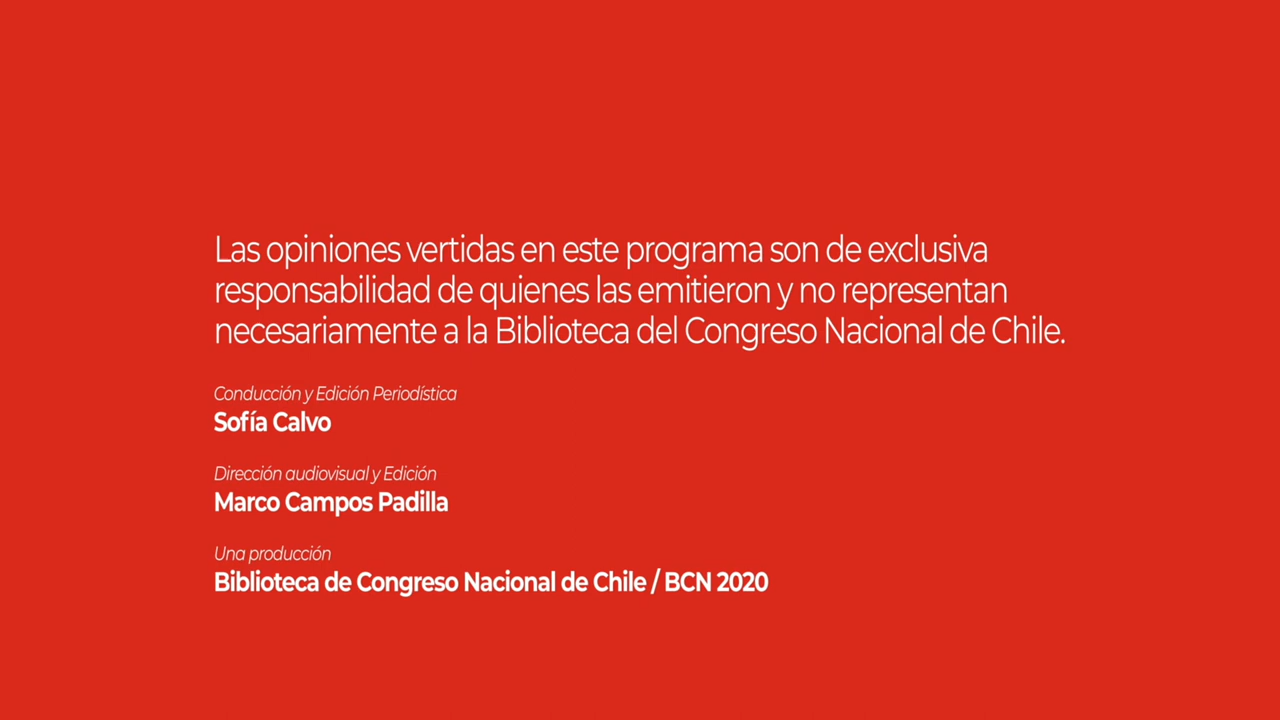 Las opiniones vertidas en este programa son de exclusiva
responsabilidad de quienes las emitieron y no representan
necesariamente a la Biblioteca del Congreso Nacional de Chile.
Conducción y Edición Periodística
Sofía Calvo
Dirección audiovisual y Edición
Marco Campos Padilla
Una producción
Biblioteca de Congreso Nacional de Chile / BCN 2020